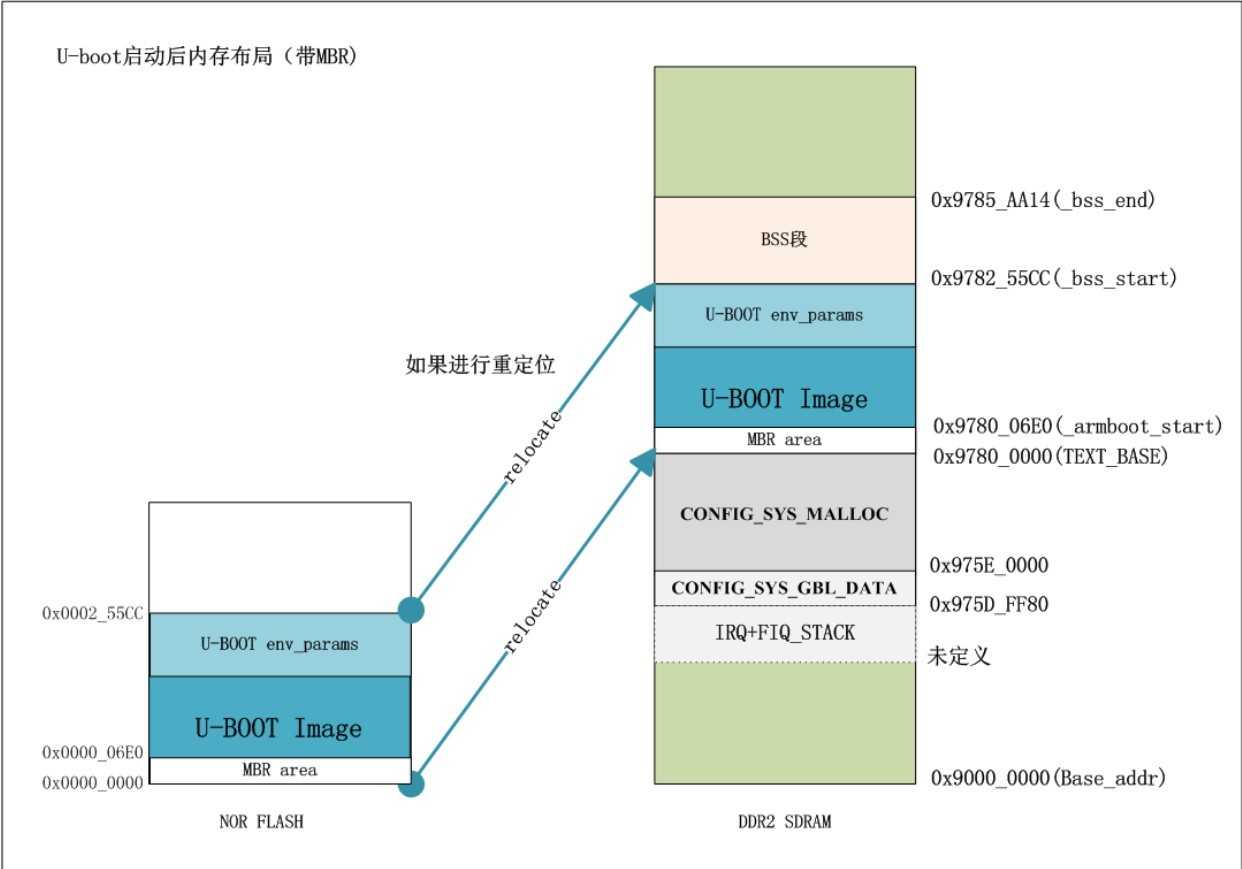 U-boot启动后内存布局（带MBR)
0x9785_AA14(_bss_end)
BSS段
0x9782_55CC(_bss_start)
U-BOOT env_params
如果进行重定位
U-BOOT Image
relocate
0x9780_06E0(_armboot_start)
MBR area
0x9780_0000(TEXT_BASE)
CONFIG_SYS_MALLOC
0x975E_0000
CONFIG_SYS_GBL_DATA
0x975D_FF80
relocate
IRQ+FIQ_STACK
未定义
0x9000_0000(Base_addr)
DDR2 SDRAM
0x0002_55CC
U-BOOT env_params
U-BOOT Image
0x0000_06E0
MBR area
0x0000_0000
NOR FLASH